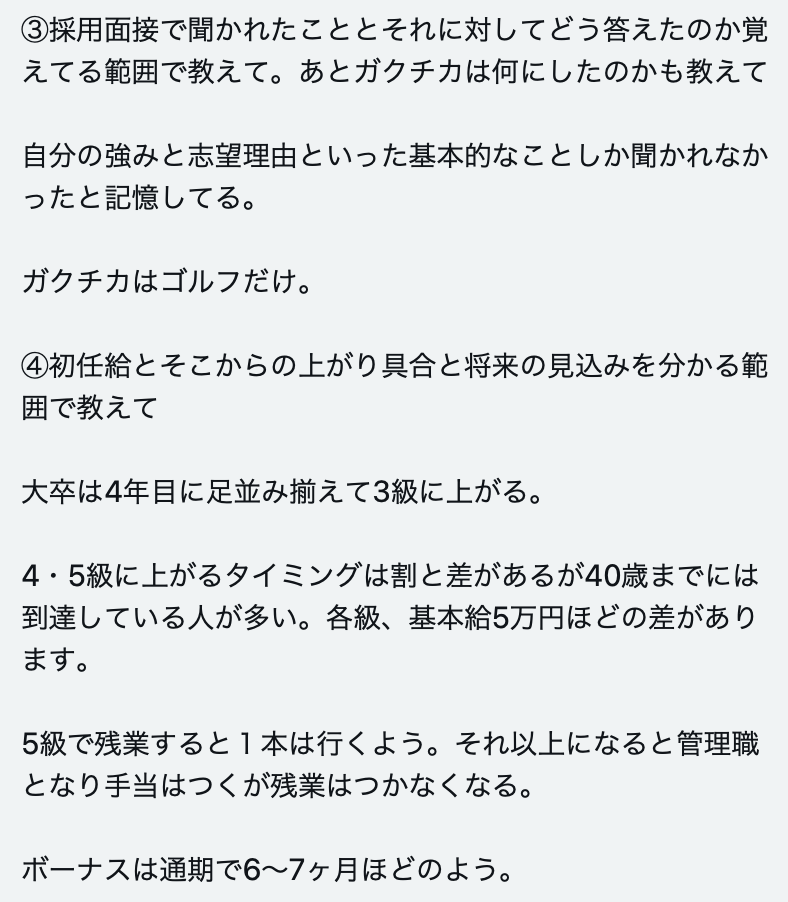 ③採用面接で聞かれたこととそれに対してどう答えたのか覚
えてる範囲で教えて。あとガクチカは何にしたのかも教えて
自分の強みと志望理由といった基本的なことしか聞かれなか
ったと記憶してる。
ガクチカはゴルフだけ。
④初任給とそこからの上がり具合と将来の見込みを分かる範
囲で教えて
大卒は4年目に足並み揃えて3級に上がる。
4・5級に上がるタイミングは割と差があるが40歳までには
到達している人が多い。各級、基本給5万円ほどの差があり
ます。
5級で残業すると１本は行くよう。それ以上になると管理職
となり手当はつくが残業はつかなくなる。
ボーナスは通期で6〜7ヶ月ほどのよう。